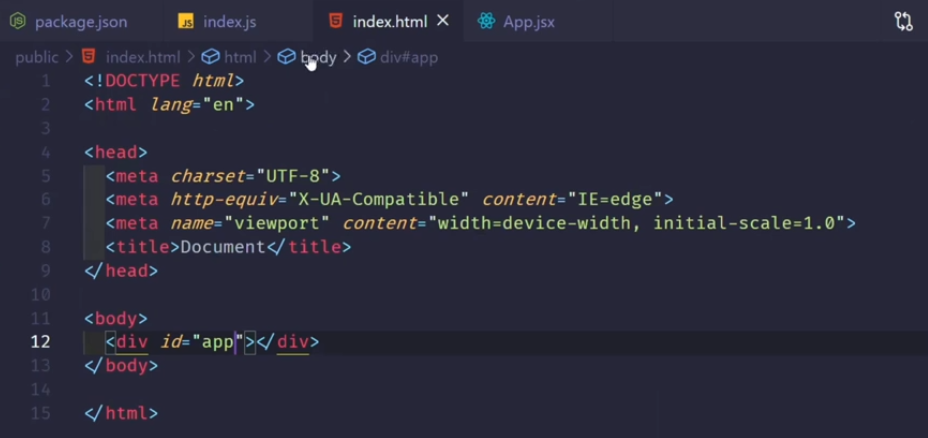 package.json index.js index.html App.jsx
public > index.html > html > body > div#app
1 <!DOCTYPE html>
2 <html lang="en">
3
4 <head>
5 <meta charset="UTF-8">
6 <meta http-equiv="X-UA-Compatible" content="IE=edge">
7 <meta name="viewport" content="width=device-width, initial-scale=1.0">
8 <title>Document</title>
9 </head>
10
11 <body>
12 <div id="app"></div>
13 </body>
14
15 </html>